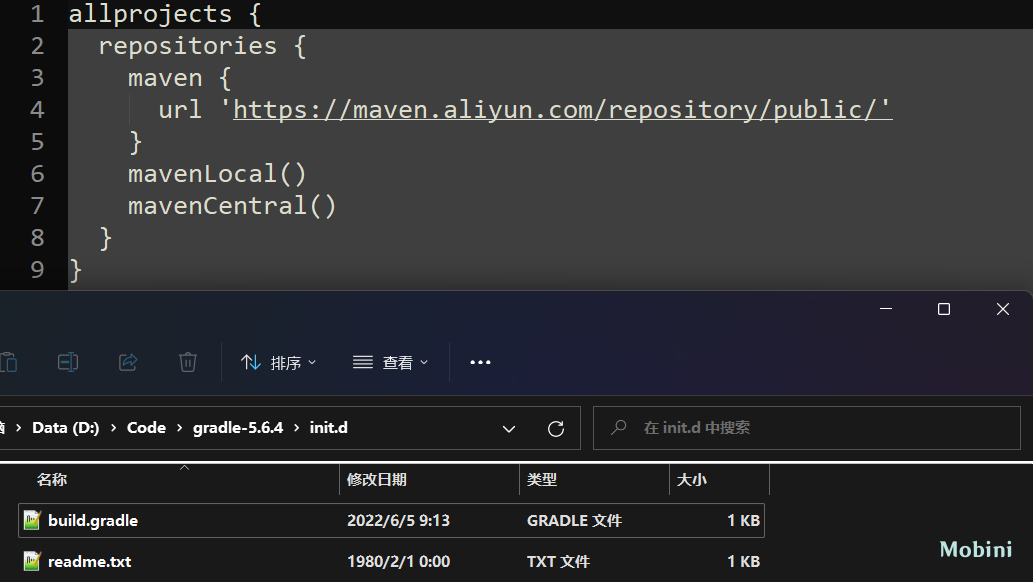 1 allprojects {
2 repositories {
3 maven {
4 url 'https://maven.aliyun.com/repository/public/'
5 }
6 mavenLocal()
7 mavenCentral()
8 }
9 }
排序 查看
Data (D:) Code gradle-5.6.4 init.d 在 init.d 中搜索
名称 修改日期 类型 大小
build.gradle 2022/6/5 9:13 GRADLE 文件 1 KB
readme.txt 1980/2/1 0:00 TXT 文件 1 KB
Mobini